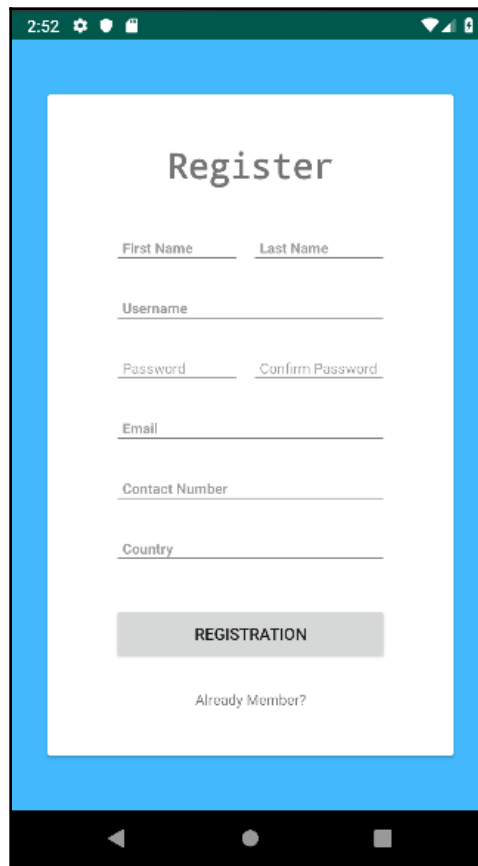 2:52
Register
First Name Last Name
Username
Password Confirm Password
Email
Contact Number
Country
REGISTRATION
Already Member?